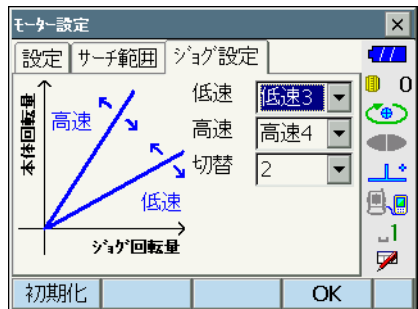 モーター設定
設定 サーチ範囲 ジョグ設定
低速 低速3
高速 高速4
切替 2
本体回転量
高速
低速
ジョグ回転量
0
1
初期化 OK